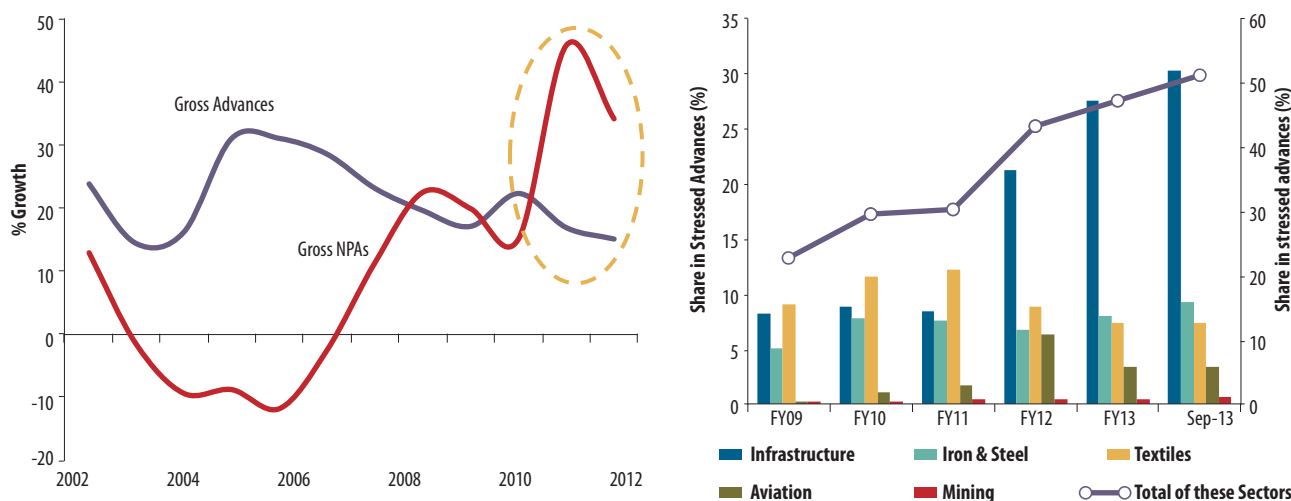 50
40
30
20
10
0
-10
-20
% Growth
Gross Advances
Gross NPAs
2002 2004 2006 2008 2010 2012
35
30
25
20
15
10
5
0
Share in Stressed Advances (%)
60
50
40
30
20
10
0
Share in stressed advances (%)
FY09 FY10 FY11 FY12 FY13 Sep-13
Infrastructure Iron & Steel Textiles
Aviation Mining Total of these Sectors